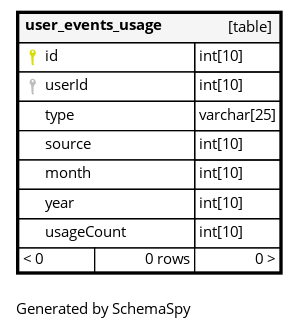 user_events_usage [table]
id int[10]
userId int[10]
type varchar[25]
source int[10]
month int[10]
year int[10]
usageCount int[10]
< 0 0 rows 0 >
Generated by SchemaSpy